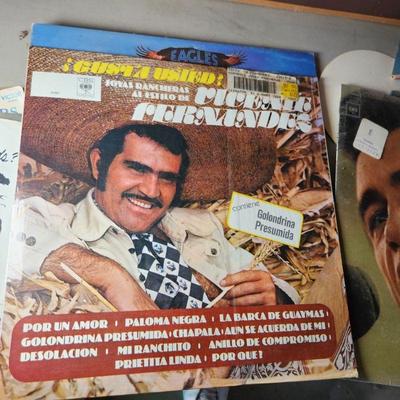 EAGLES
¡GUSTA USTED?
JOYAS RANCHERAS
AL ESTILO DE
VICENTE
FERNANDEZ
CBS
contiene
Golondrina
Presumida
POR UN AMOR | PALOMA NEGRA | LA BARCA DE GUAYMAS
GOLONDRINA PRESUMIDA | CHAPALA | AUN SE ACUERDA DE MI
DESOLACION | MI RANCHITO | ANILLO DE COMPROMISO
PRIETITA LINDA | POR QUE?